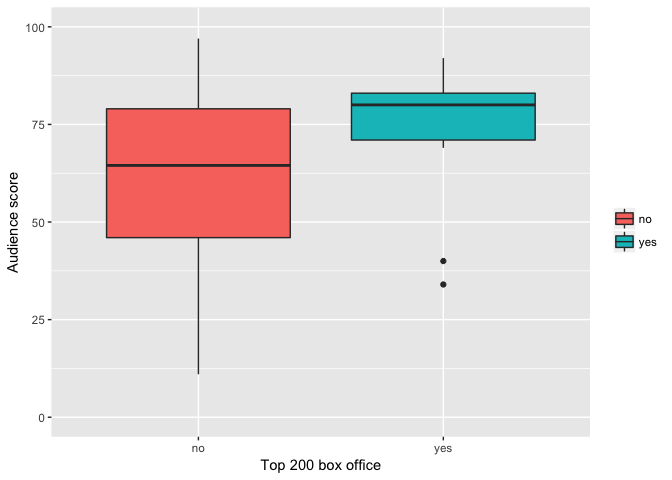 100
75
50
25
0
Audience score
no
yes
Top 200 box office
no
yes